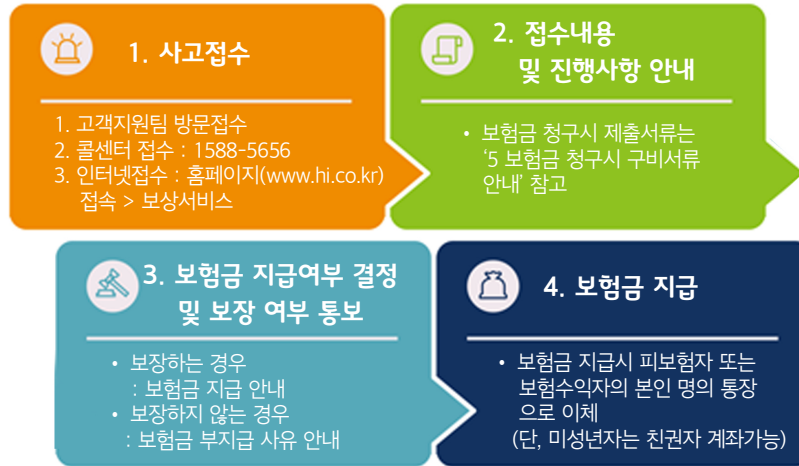 1. 사고접수
1. 고객지원팀 방문접수
2. 콜센터 접수 : 1588-5656
3. 인터넷접수 : 홈페이지(www.hi.co.kr)
접속 > 보상서비스
2. 접수내용
및 진행사항 안내
• 보험금 청구시 제출서류는
‘5 보험금 청구시 구비서류
안내’ 참고
3. 보험금 지급여부 결정
및 보장 여부 통보
• 보장하는 경우
: 보험금 지급 안내
• 보장하지 않는 경우
: 보험금 부지급 사유 안내
4. 보험금 지급
• 보험금 지급시 피보험자 또는
보험수익자의 본인 명의 통장
으로 이체
(단, 미성년자는 친권자 계좌가능)